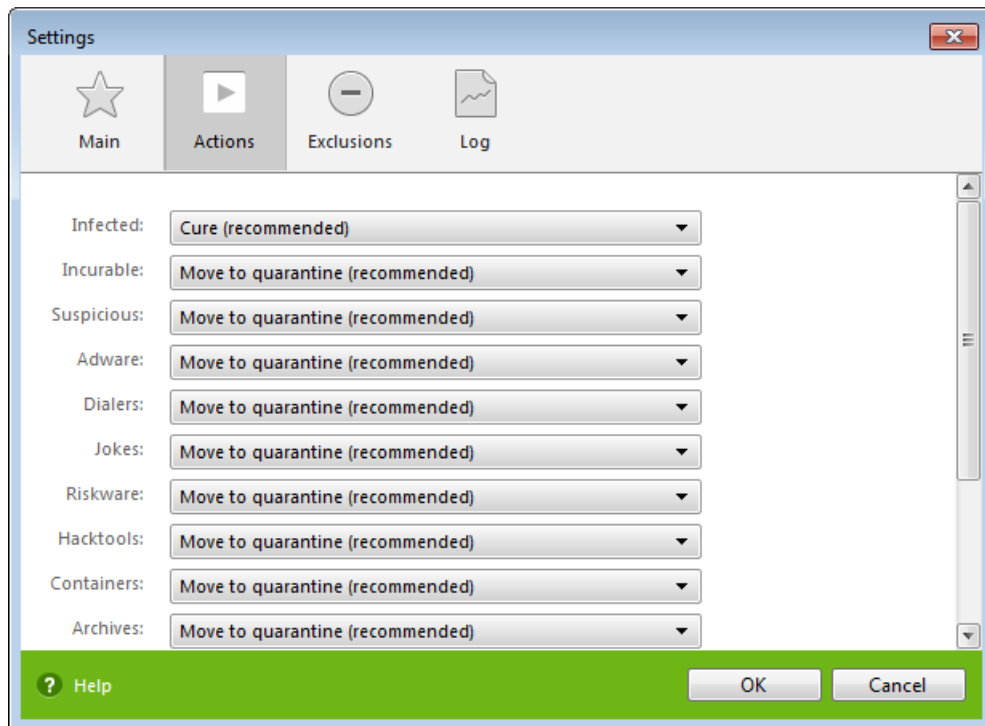 Settings
Main Actions Exclusions Log
Infected: Cure (recommended)
Incurable: Move to quarantine (recommended)
Suspicious: Move to quarantine (recommended)
Adware: Move to quarantine (recommended)
Dialers: Move to quarantine (recommended)
Jokes: Move to quarantine (recommended)
Riskware: Move to quarantine (recommended)
Hacktools: Move to quarantine (recommended)
Containers: Move to quarantine (recommended)
Archives: Move to quarantine (recommended)
? Help OK Cancel